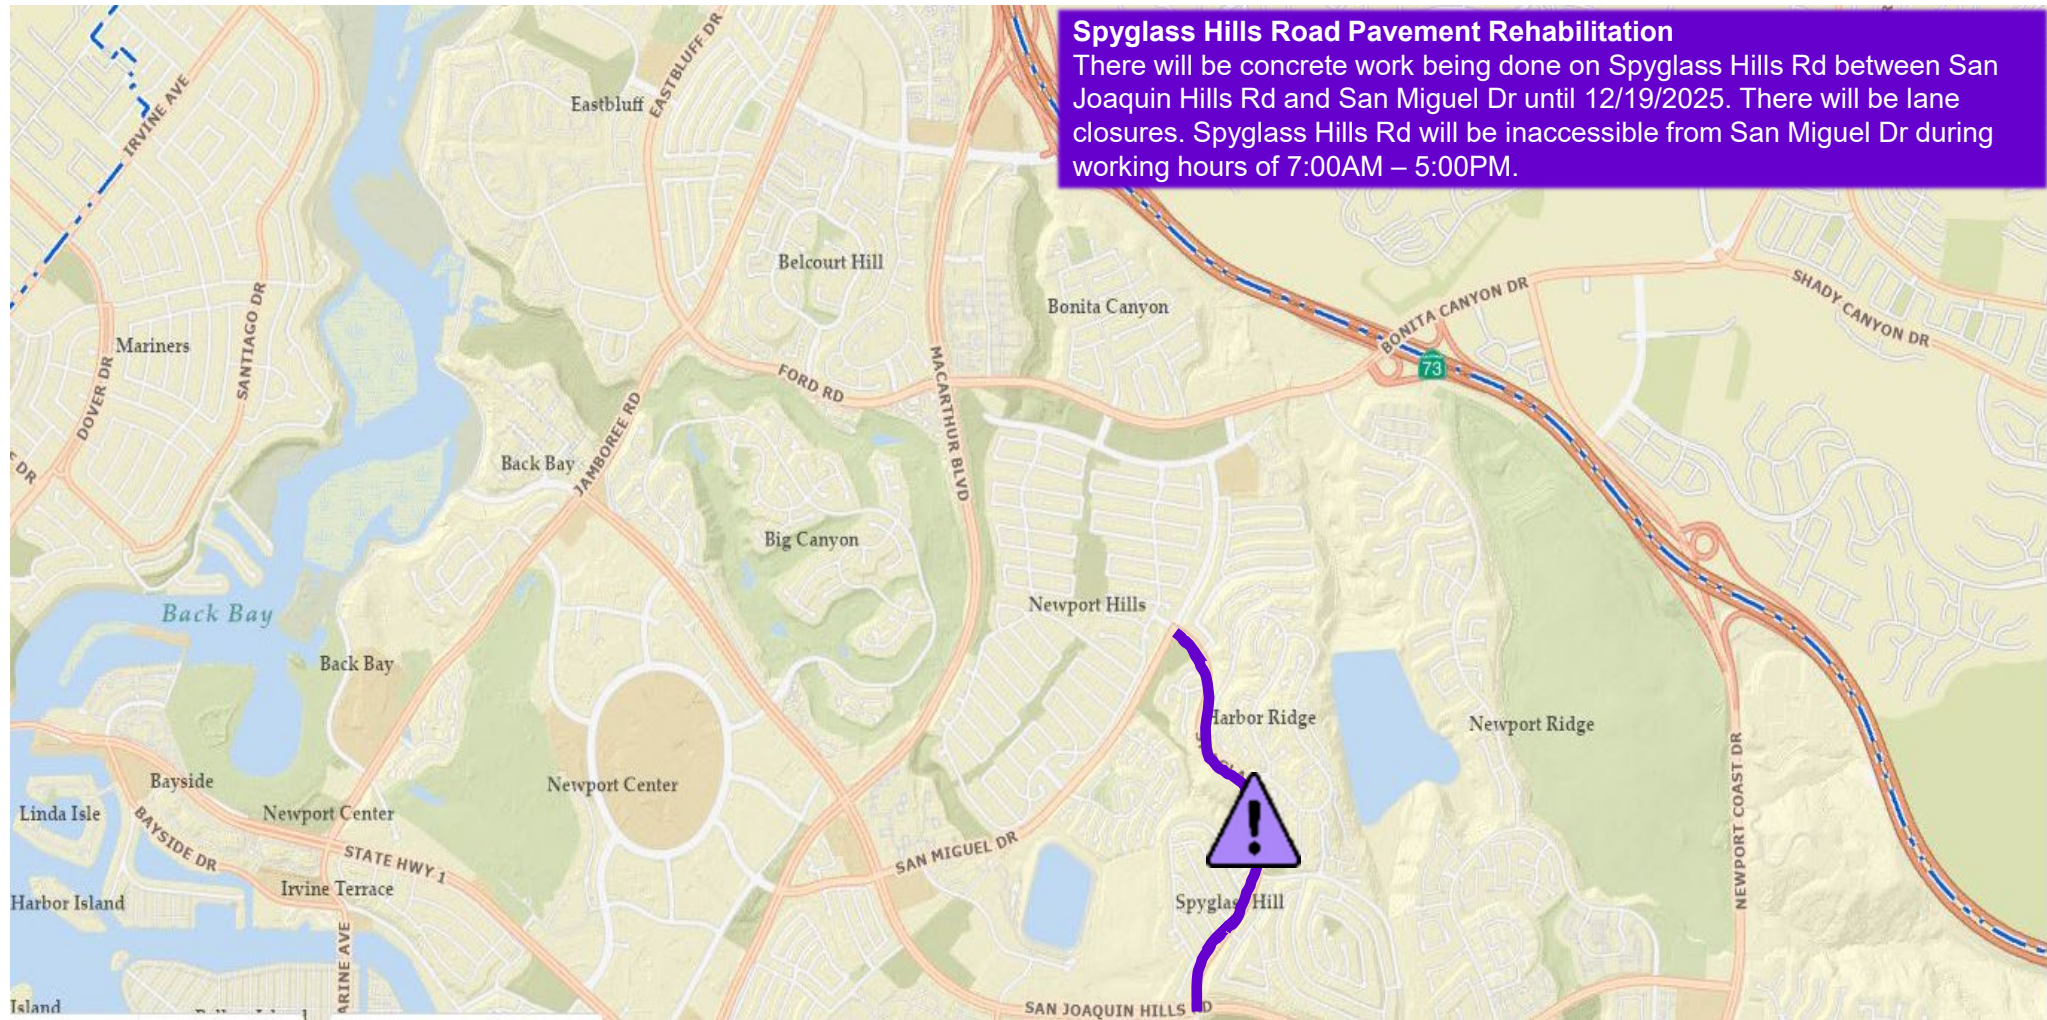 Spyglass Hills Road Pavement Rehabilitation
There will be concrete work being done on Spyglass Hills Rd between San
Joaquin Hills Rd and San Miguel Dr until 12/19/2025. There will be lane
closures. Spyglass Hills Rd will be inaccessible from San Miguel Dr during
working hours of 7:00AM – 5:00PM.
EASTBLUFF DR
Eastbluff
IRVINE AVE
Belcourt Hill
Bonita Canyon
BONITA CANYON DR
SHADY CANYON DR
SANTIAGO DR
Mariners
73
DOVER DR
FORD RD
MACARTHUR BLVD
JAMBOREE RD
DR
Back Bay
Big Canyon
Newport Hills
Back Bay
Back Bay
Harbor Ridge
Newport Ridge
NEWPORT COAST DR
Bayside
Newport Center
Linda Isle
Newport Center
BAYSIDE DR
STATE HWY 1
SAN MIGUEL DR
Irvine Terrace
Harbor Island
Spyglass Hill
ARINE AVE
Island
SAN JOAQUIN HILLS RD